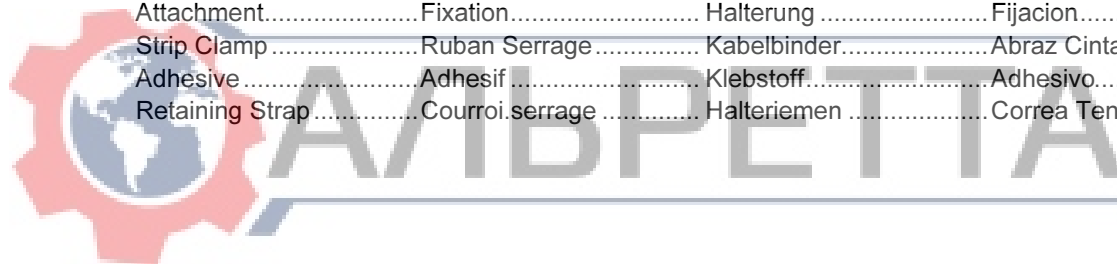 Attachment......................Fixation........................... Halterung ........................Fijacion.....
Strip Clamp .....................Ruban Serrage............... Kabelbinder.....................Abraz Cinta
Adhesive..........................Adhesif ........................... Klebstoff..........................Adhesivo...
Retaining Strap...............Courroi.serrage .............. Halteriemen ....................Correa Ten
АЛЬРЕТТА